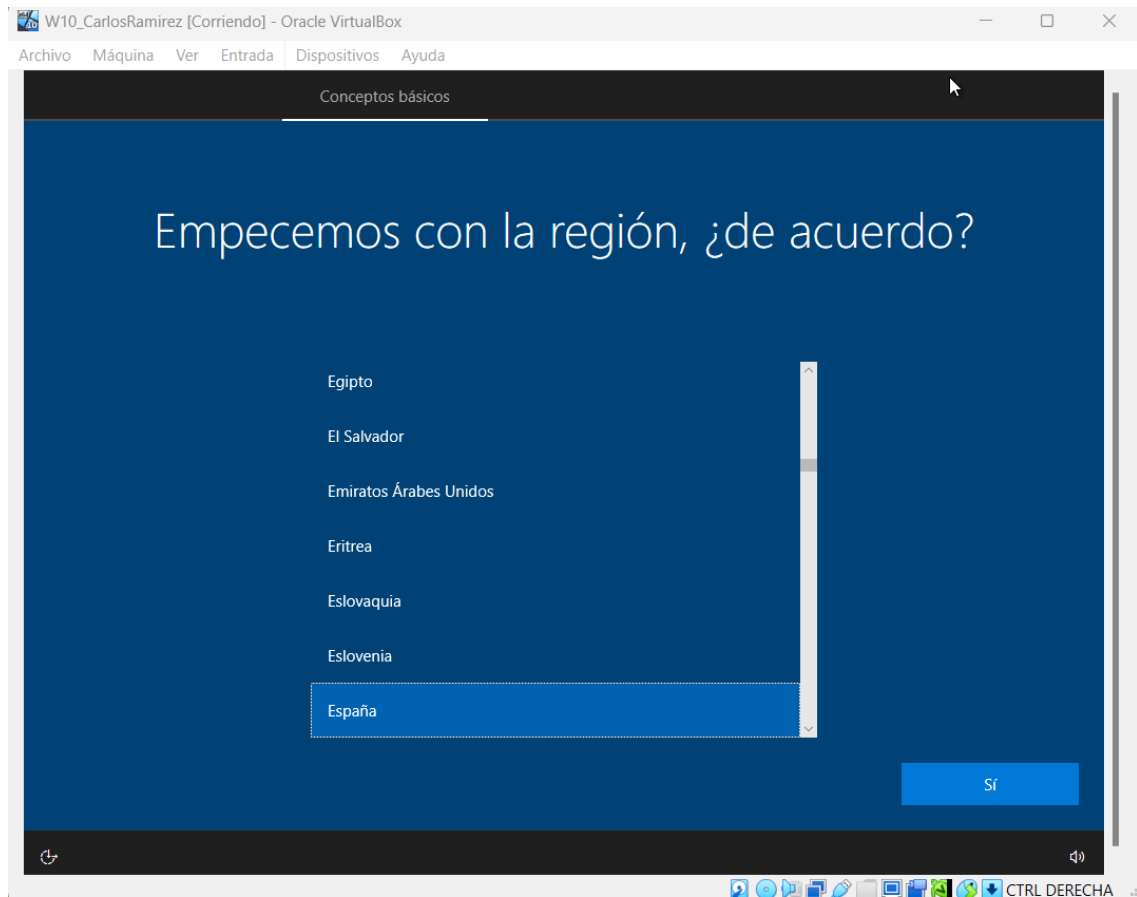 W10_CarlosRamirez [Corriendo] - Oracle VirtualBox
Archivo Máquina Ver Entrada Dispositivos Ayuda
Conceptos básicos
Empecemos con la región, ¿de acuerdo?
Egipto
El Salvador
Emiratos Árabes Unidos
Eritrea
Eslovaquia
Eslovenia
España
Sí
CTRL DERECHA